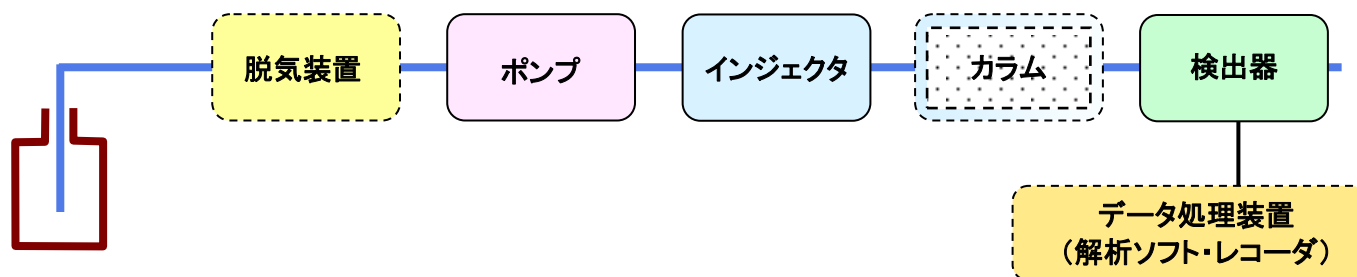 脱気装置
ポンプ
インジェクタ
カラム
検出器
データ処理装置
（解析ソフト・レコーダ）